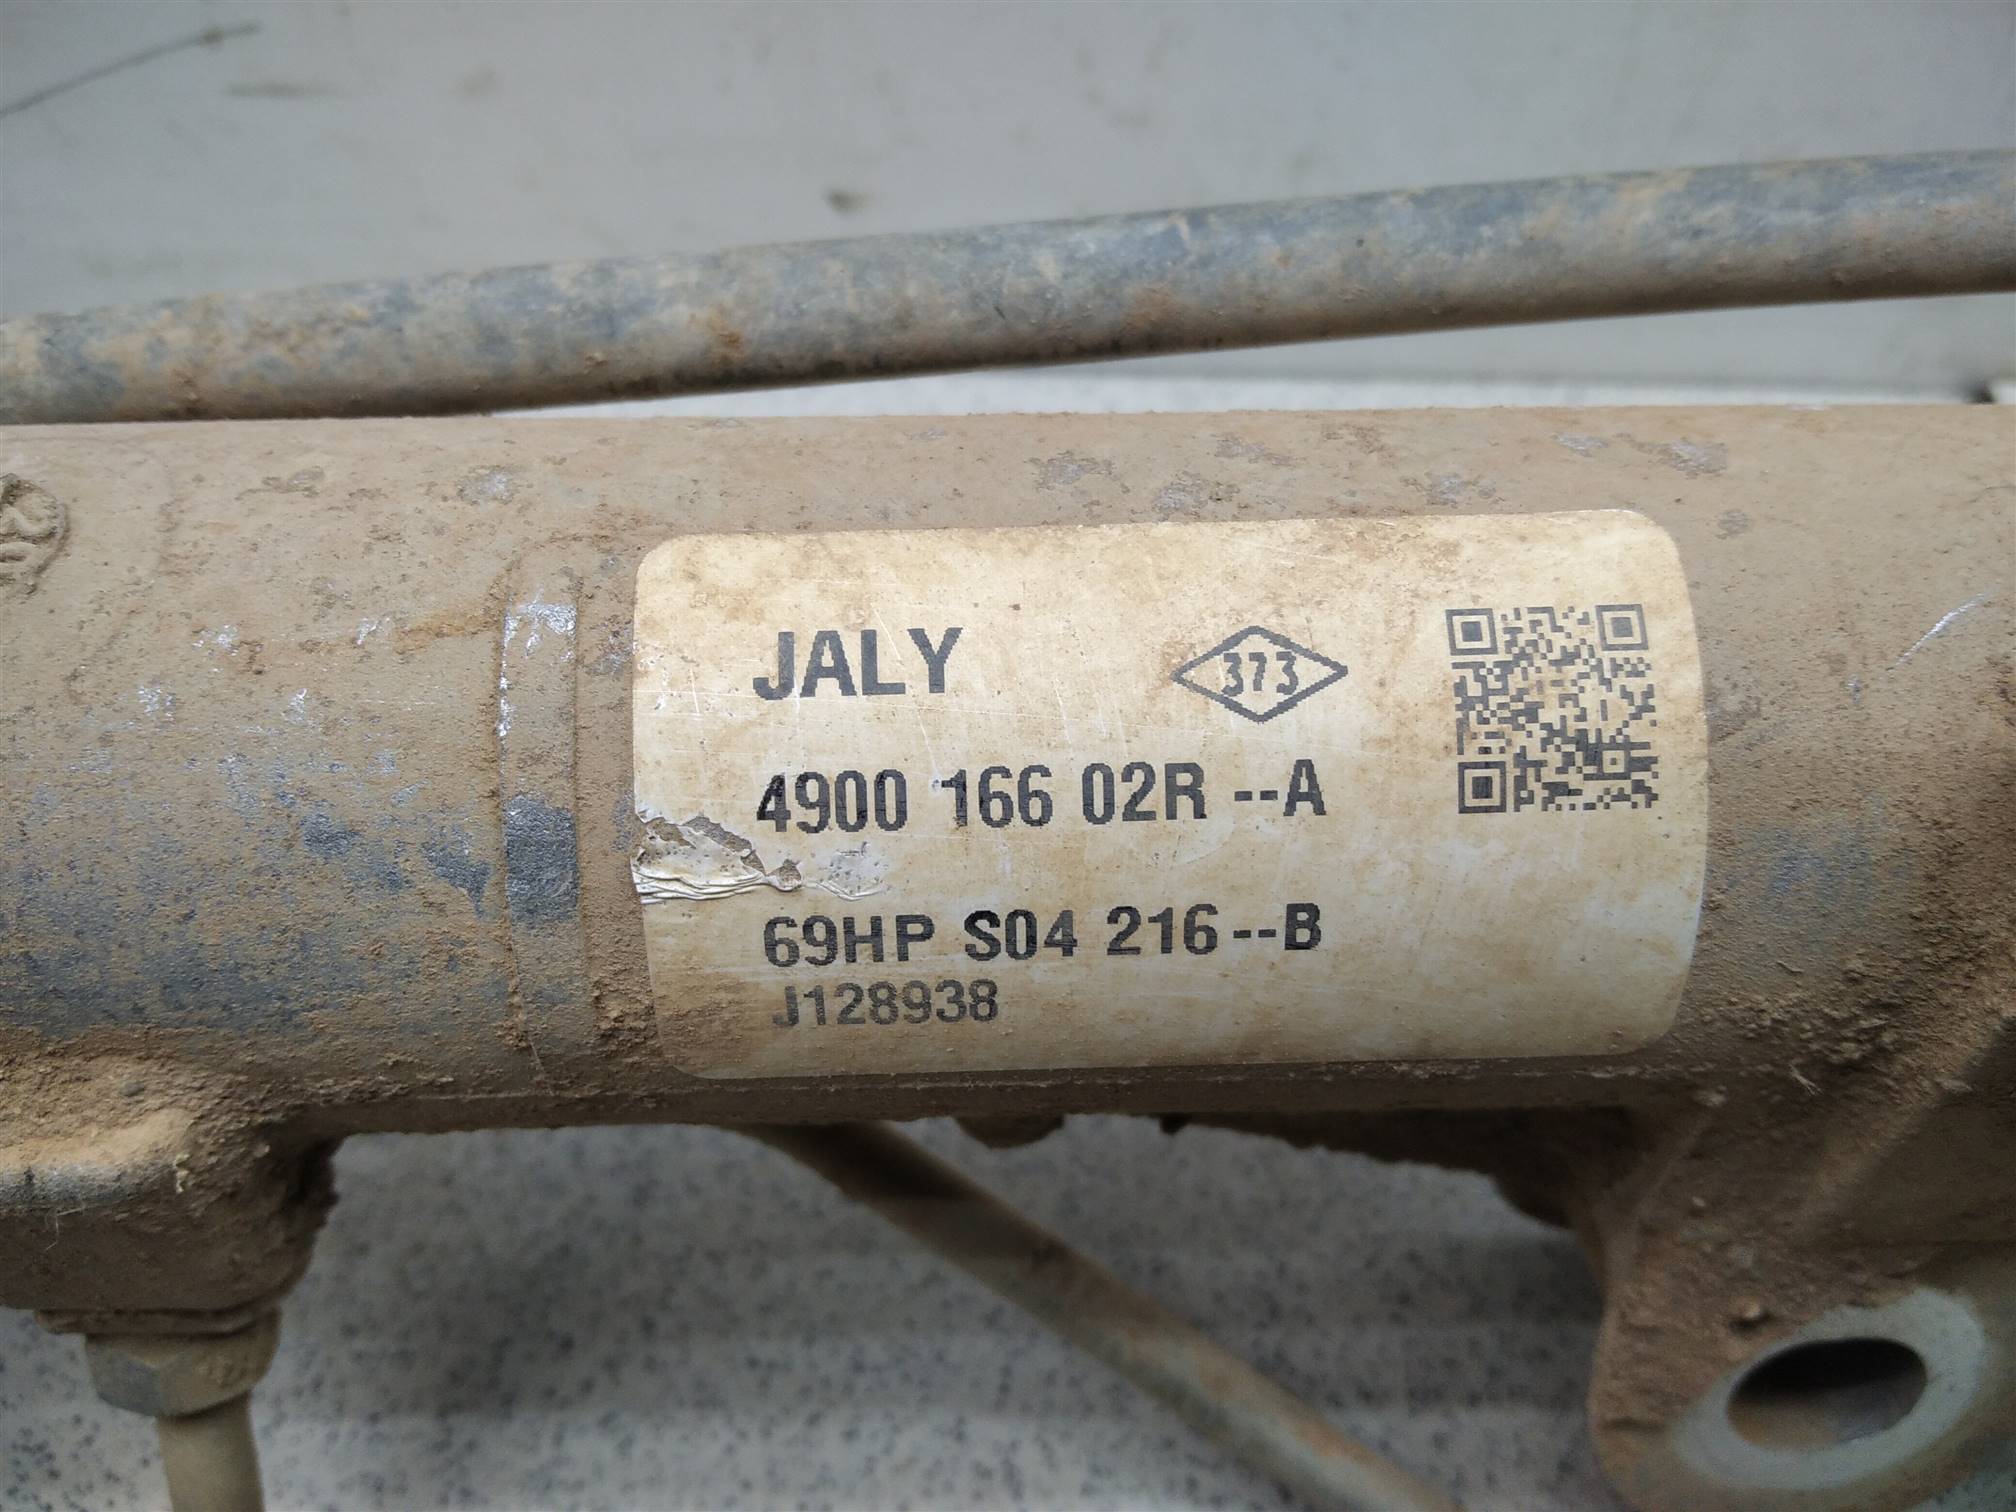 JALY
373
4900 166 02R --A
69HP S04 216--B
J128938